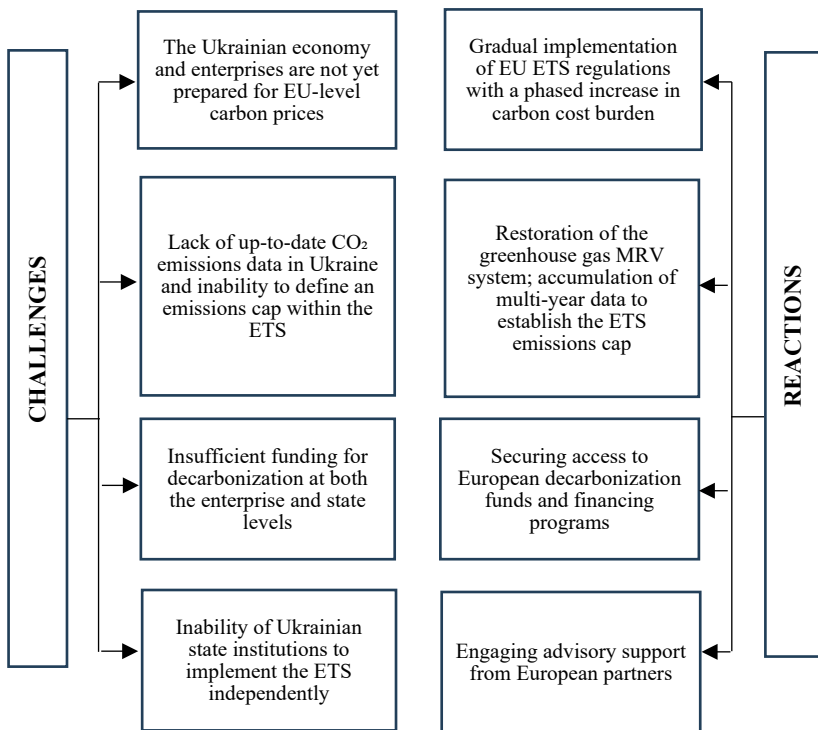 CHALLENGES
The Ukrainian economy
and enterprises are not yet
prepared for EU-level
carbon prices
Lack of up-to-date CO₂
emissions data in Ukraine
and inability to define an
emissions cap within the
ETS
Insufficient funding for
decarbonization at both
the enterprise and state
levels
Inability of Ukrainian
state institutions to
implement the ETS
independently
Gradual implementation
of EU ETS regulations
with a phased increase in
carbon cost burden
Restoration of the
greenhouse gas MRV
system; accumulation of
multi-year data to
establish the ETS
emissions cap
Securing access to
European decarbonization
funds and financing
programs
Engaging advisory support
from European partners
REACTIONS